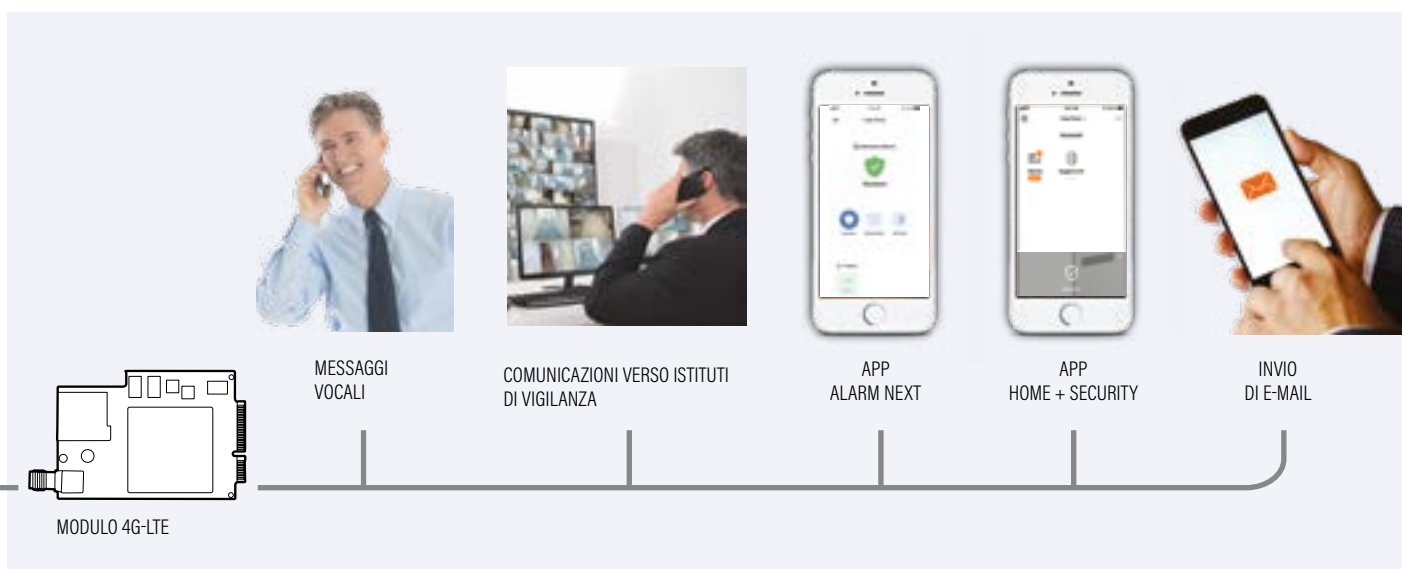 MESSAGGI
VOCALI
COMUNICAZIONI VERSO ISTITUTI
DI VIGILANZA
APP
ALARM NEXT
APP
HOME + SECURITY
INVIO
DI E-MAIL
MODULO 4G-LTE